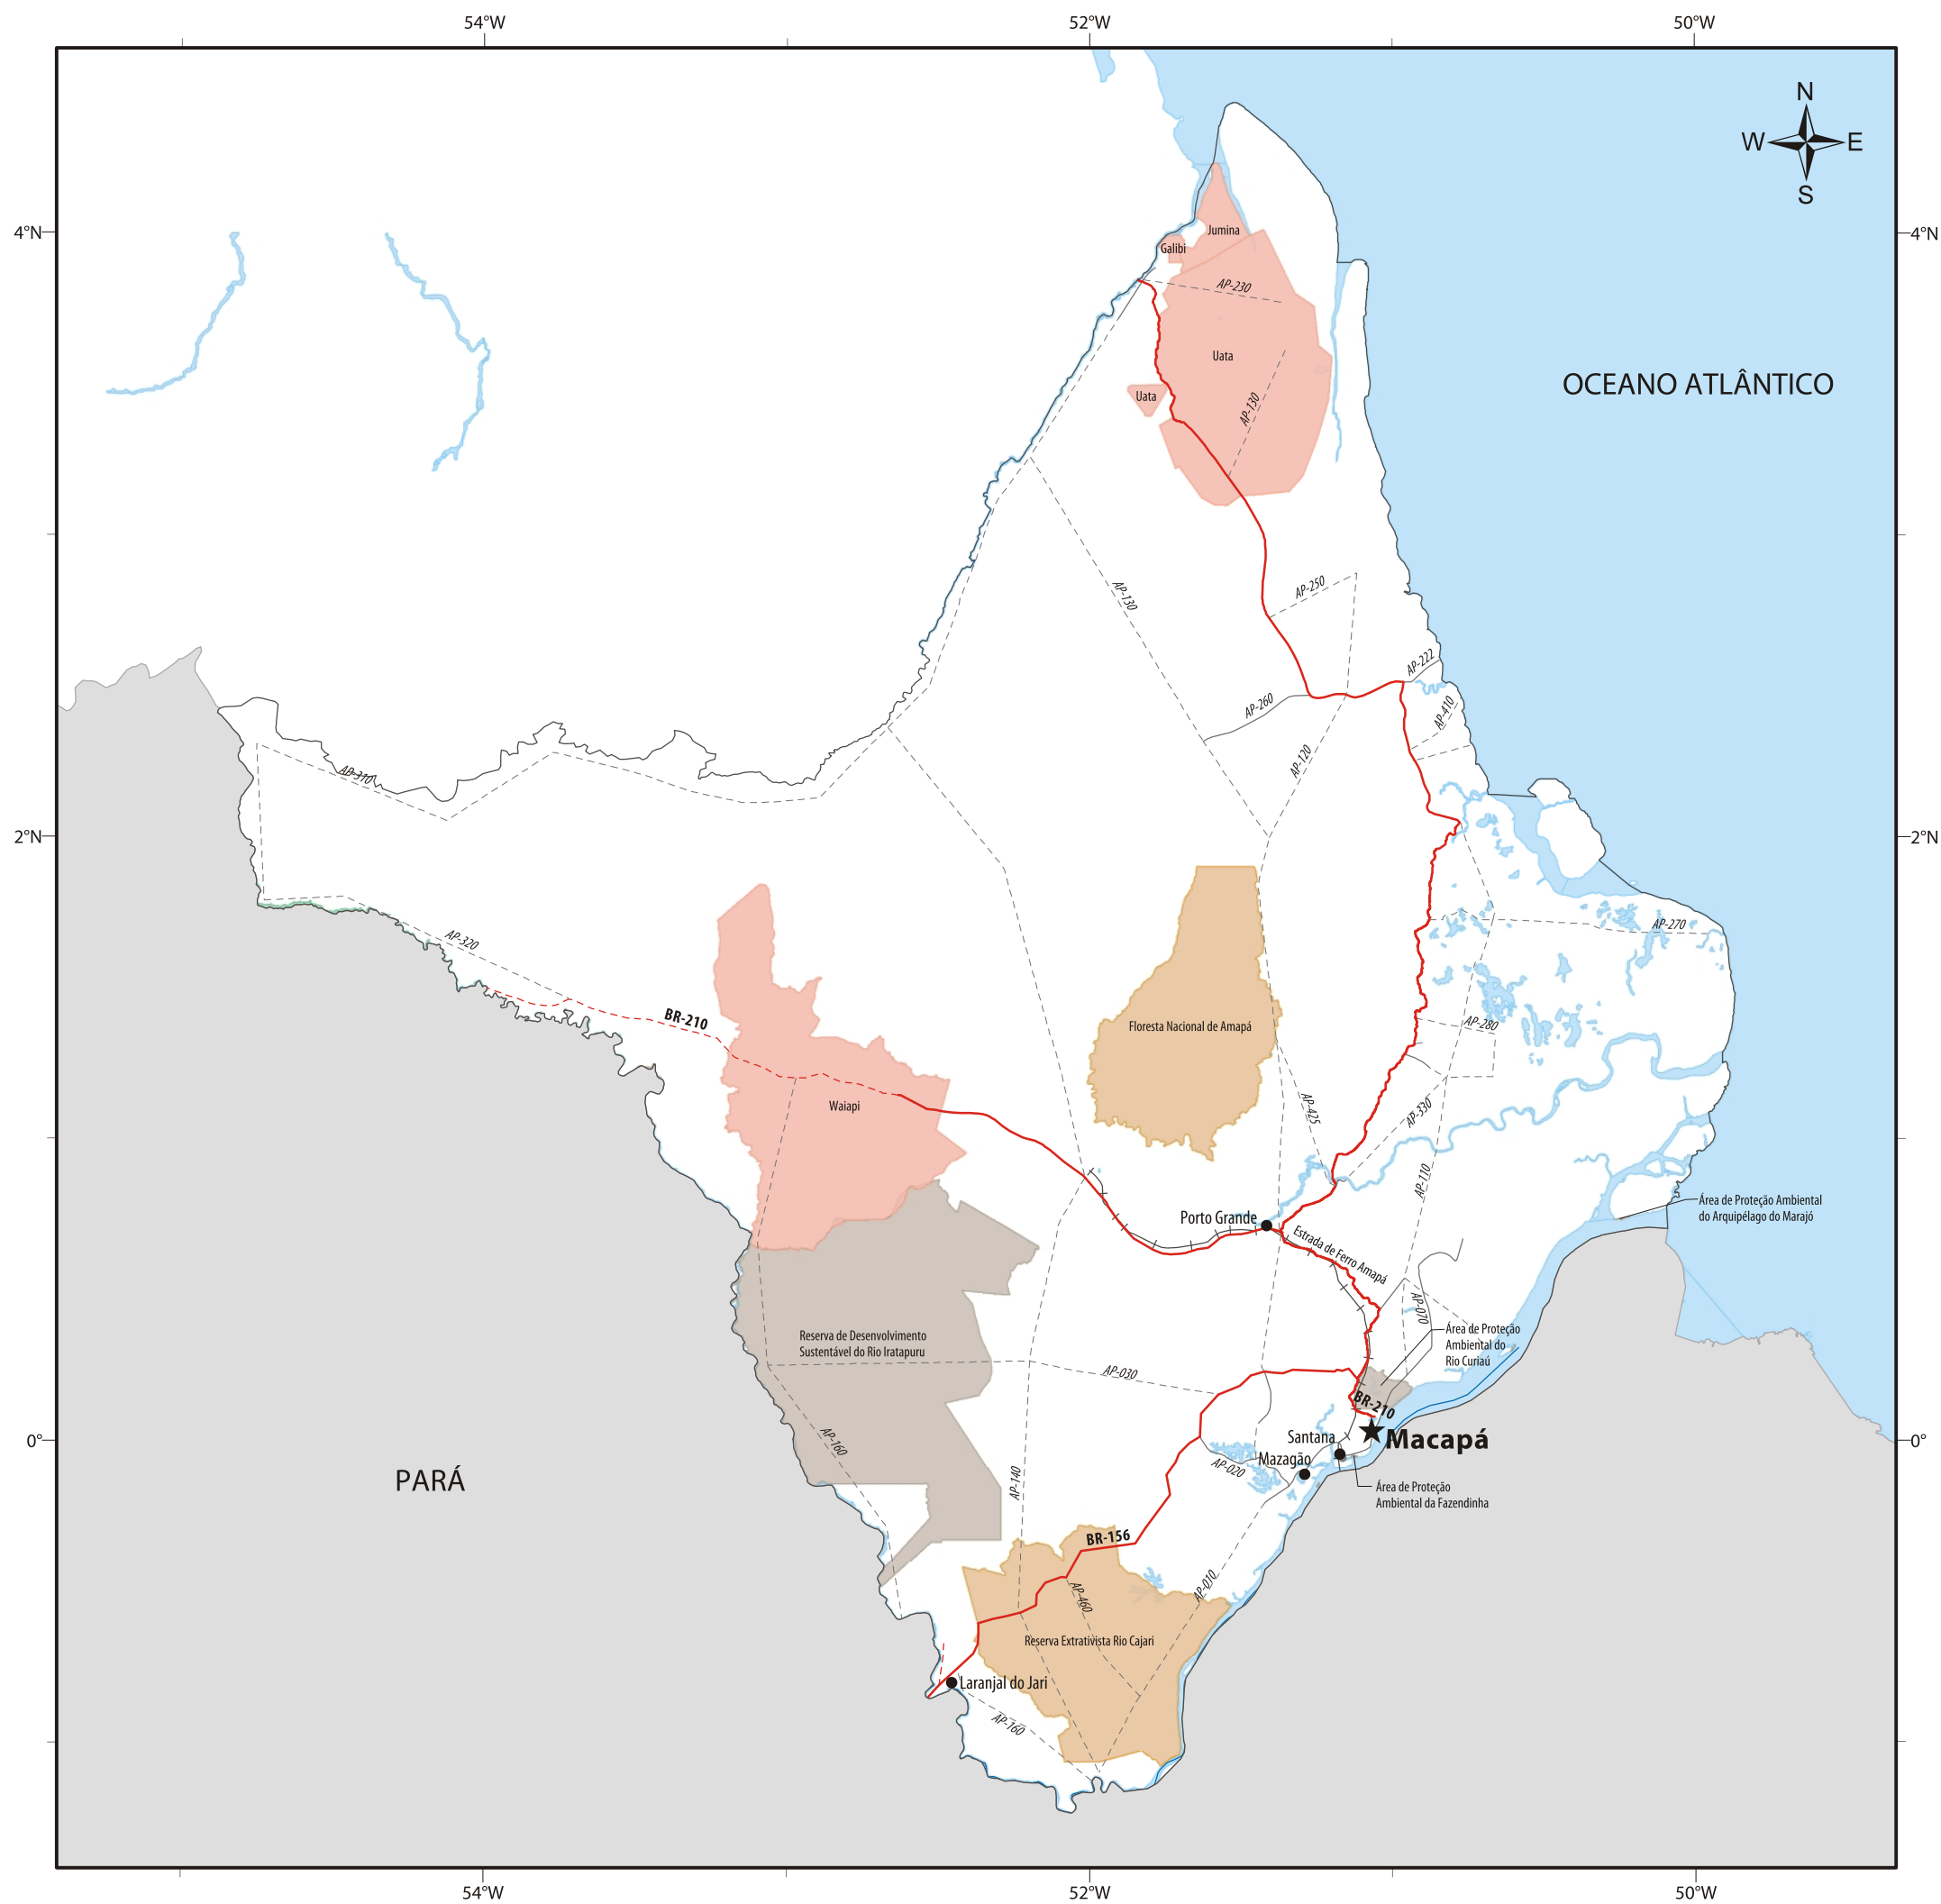 54°W
52°W
50°W
N
W
E
S
4°N
4°N
Jumina
Galibi
AP-230
Uata
OCEANO ATLÂNTICO
Uata
AP-130
AP-130
AP-250
AP-222
AP-260
AP-410
AP-120
AP-310
2°N
2°N
AP-270
AP-320
BR-210
Floresta Nacional de Amapá
AP-280
Waiapi
AP-425
AP-330
AP-110
Área de Proteção Ambiental
do Arquipélago do Marajó
Porto Grande
Estrada de Ferro Amapá
AP-070
Reserva de Desenvolvimento
Sustentável do Rio Iratapuru
Área de Proteção
Ambiental do
Rio Curiaú
AP-030
BR-210
Macapá
Santana
0°
0°
AP-160
Mazagão
AP-020
PARÁ
AP-140
Área de Proteção
Ambiental da Fazendinha
BR-156
AP-460
AP-010
Reserva Extrativista Rio Cajari
Laranjal do Jari
AP-160
54°W
52°W
50°W